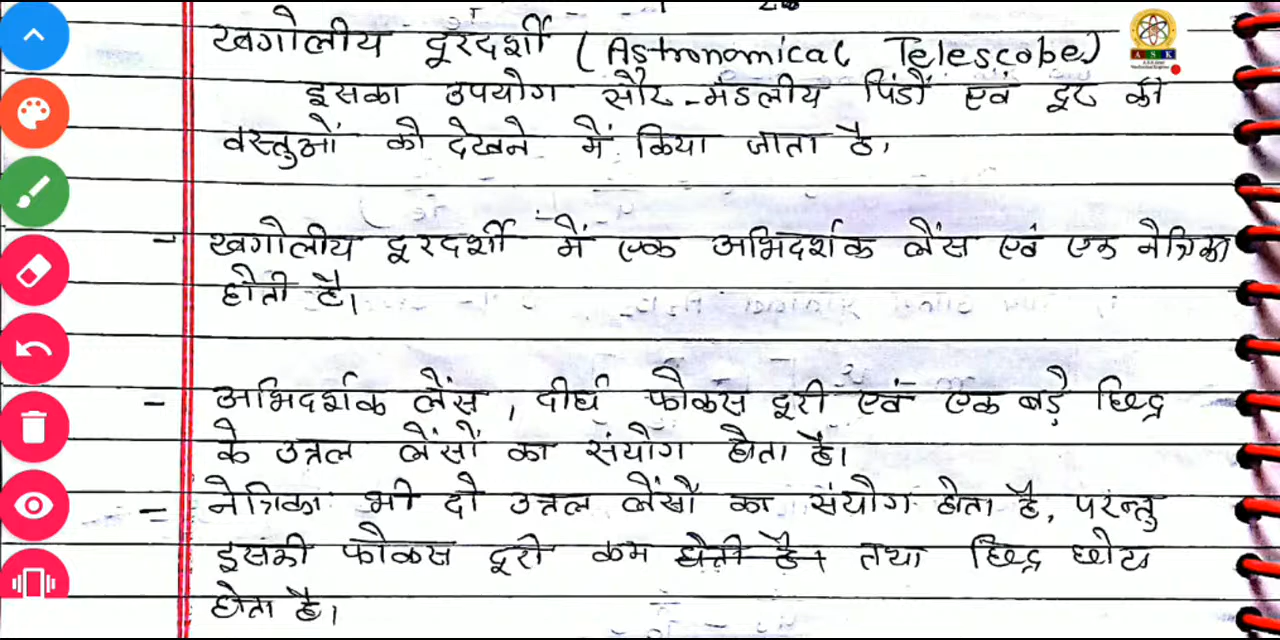 खगोलीय दूरदर्शी (Astronomical Telescobe)
इसका उपयोग सौर-मंडलीय पिंडों एवं दूर की
वस्तुओं को देखने में किया जाता है,
- खगोलीय दूरदर्शी में एक अभिदर्शक लेंस एवं एक नेत्रिका
होती है।
- अभिदर्शक लेंस, दीर्घ फोकस दूरी एवं एक बड़े छिद्र
के उत्तल लेंसों का संयोग होता है।
- नेत्रिका भी दो उत्तल लेंसों का संयोग होता है, परन्तु
इसकी फोकस दूरी कम होती है। तथा छिद्र छोटा
होता है।
A S K